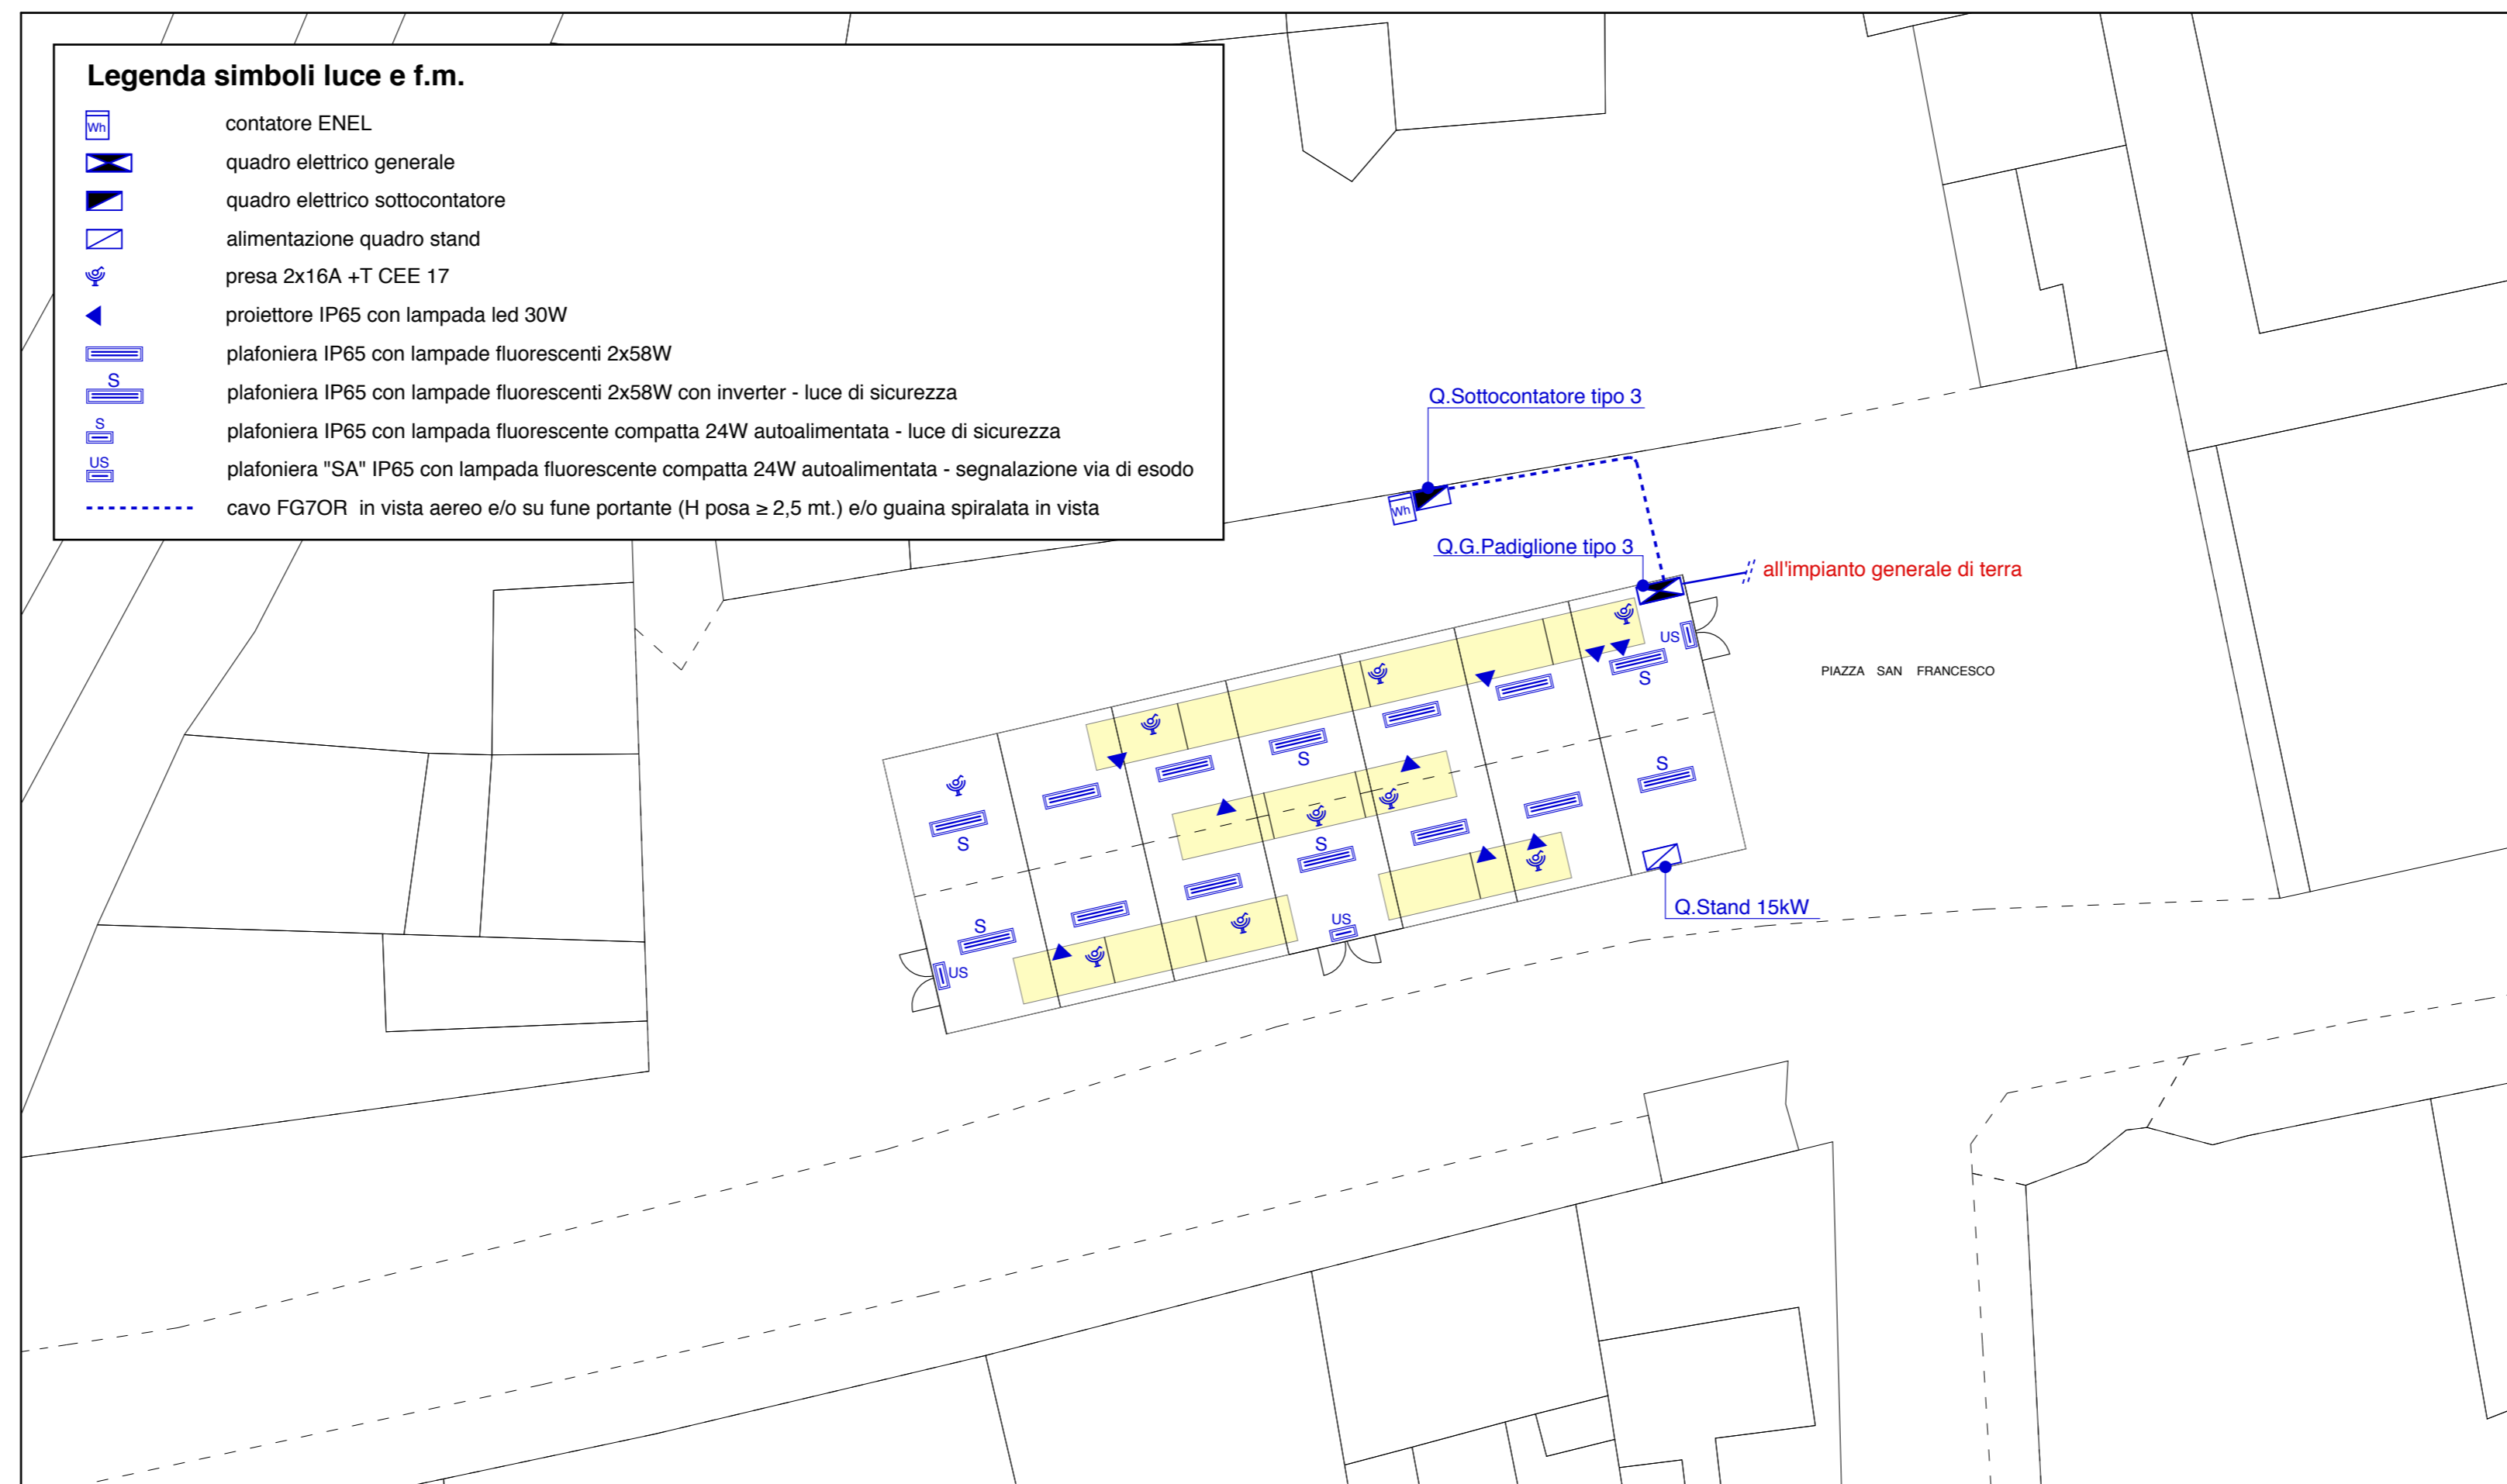 Legenda simboli luce e f.m.
Wh
contatore ENEL
quadro elettrico generale
quadro elettrico sottocontatore
alimentazione quadro stand
presa 2x16A +T CEE 17
proiettore IP65 con lampada led 30W
plafoniera IP65 con lampade fluorescenti 2x58W
S
plafoniera IP65 con lampade fluorescenti 2x58W con inverter - luce di sicurezza
S
plafoniera IP65 con lampada fluorescente compatta 24W autoalimentata - luce di sicurezza
US
plafoniera "SA" IP65 con lampada fluorescente compatta 24W autoalimentata - segnalazione via di esodo
cavo FG7OR in vista aereo e/o su fune portante (H posa ≥ 2,5 mt.) e/o guaina spiralata in vista
Q.Sottocontatore tipo 3
Wh
Q.G.Padiglione tipo 3
all'impianto generale di terra
US
PIAZZA SAN FRANCESCO
S
S
S
S
S
Q.Stand 15kW
US
S
US